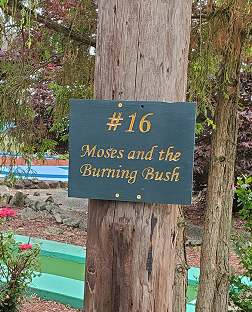 #16
Moses and the
Burning Bush